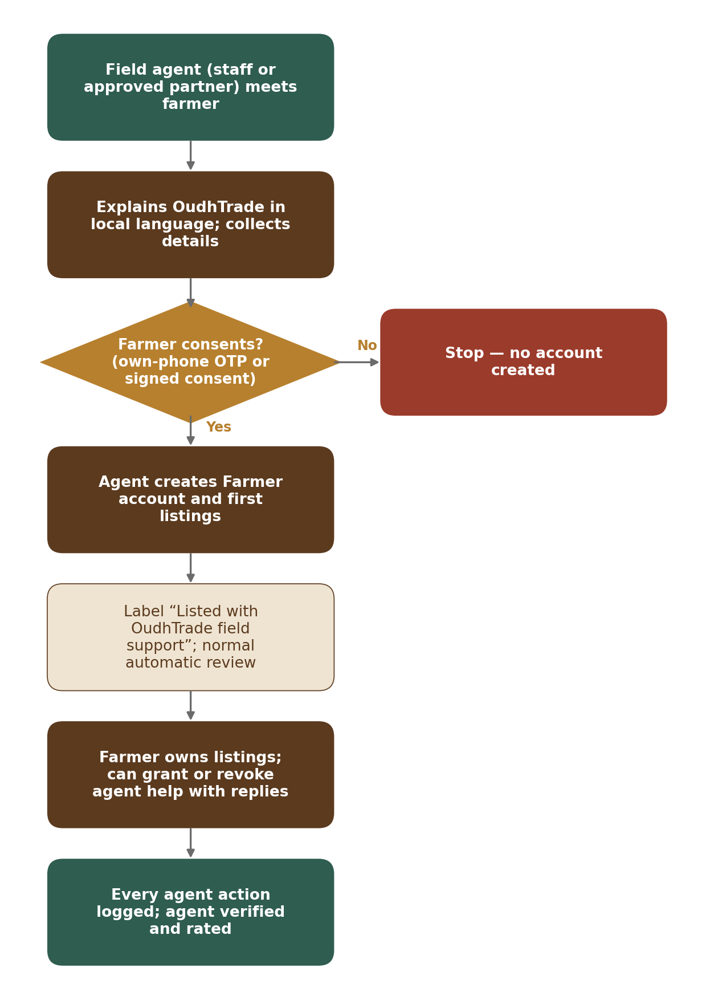 Field agent (staff or
approved partner) meets
farmer
Explains OudhTrade in
local language; collects
details
Farmer consents?
(own-phone OTP or
signed consent)
No
Stop — no account
created
Yes
Agent creates Farmer
account and first
listings
Label “Listed with
OudhTrade field
support”; normal
automatic review
Farmer owns listings;
can grant or revoke
agent help with replies
Every agent action
logged; agent verified
and rated